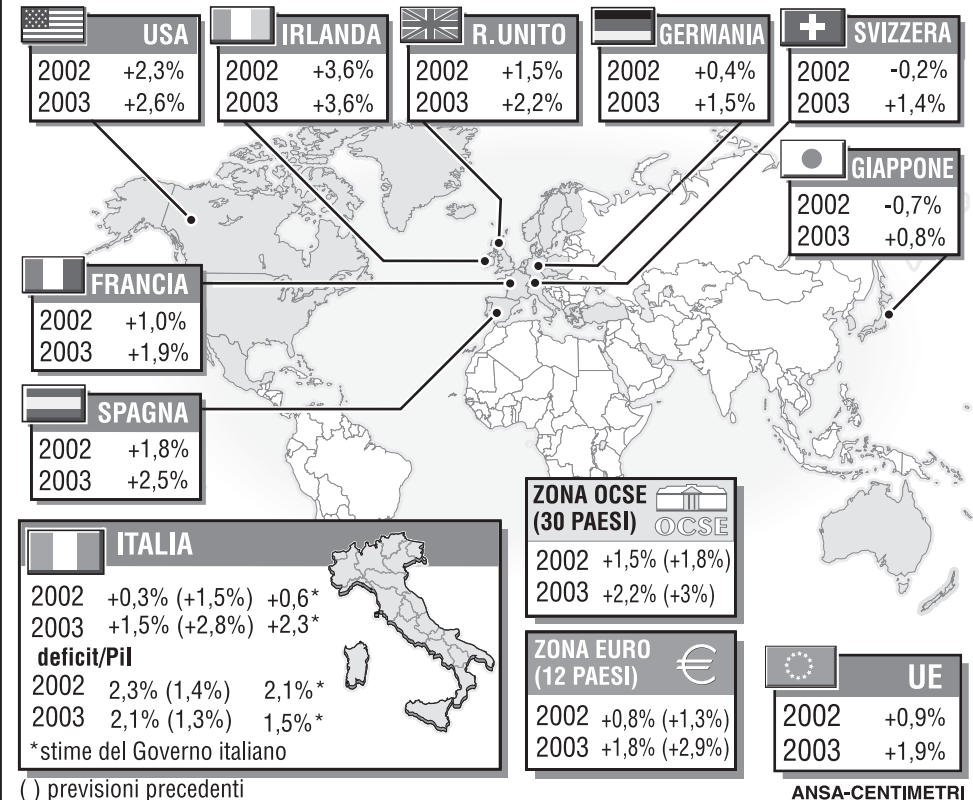 USA
2002 +2,3%
2003 +2,6%
IRLANDA
2002 +3,6%
2003 +3,6%
R.UNITO
2002 +1,5%
2003 +2,2%
GERMANIA
2002 +0,4%
2003 +1,5%
SVIZZERA
2002 -0,2%
2003 +1,4%
GIAPPONE
2002 -0,7%
2003 +0,8%
FRANCIA
2002 +1,0%
2003 +1,9%
SPAGNA
2002 +1,8%
2003 +2,5%
ITALIA
2002 +0,3% (+1,5%) +0,6*
2003 +1,5% (+2,8%) +2,3*
deficit/Pil
2002 2,3% (1,4%) 2,1%*
2003 2,1% (1,3%) 1,5%*
*stime del Governo italiano
ZONA OCSE
(30 PAESI)
OCSE
2002 +1,5% (+1,8%)
2003 +2,2% (+3%)
ZONA EURO
(12 PAESI) €
2002 +0,8% (+1,3%)
2003 +1,8% (+2,9%)
UE
2002 +0,9%
2003 +1,9%
( ) previsioni precedenti
ANSA-CENTIMETRI